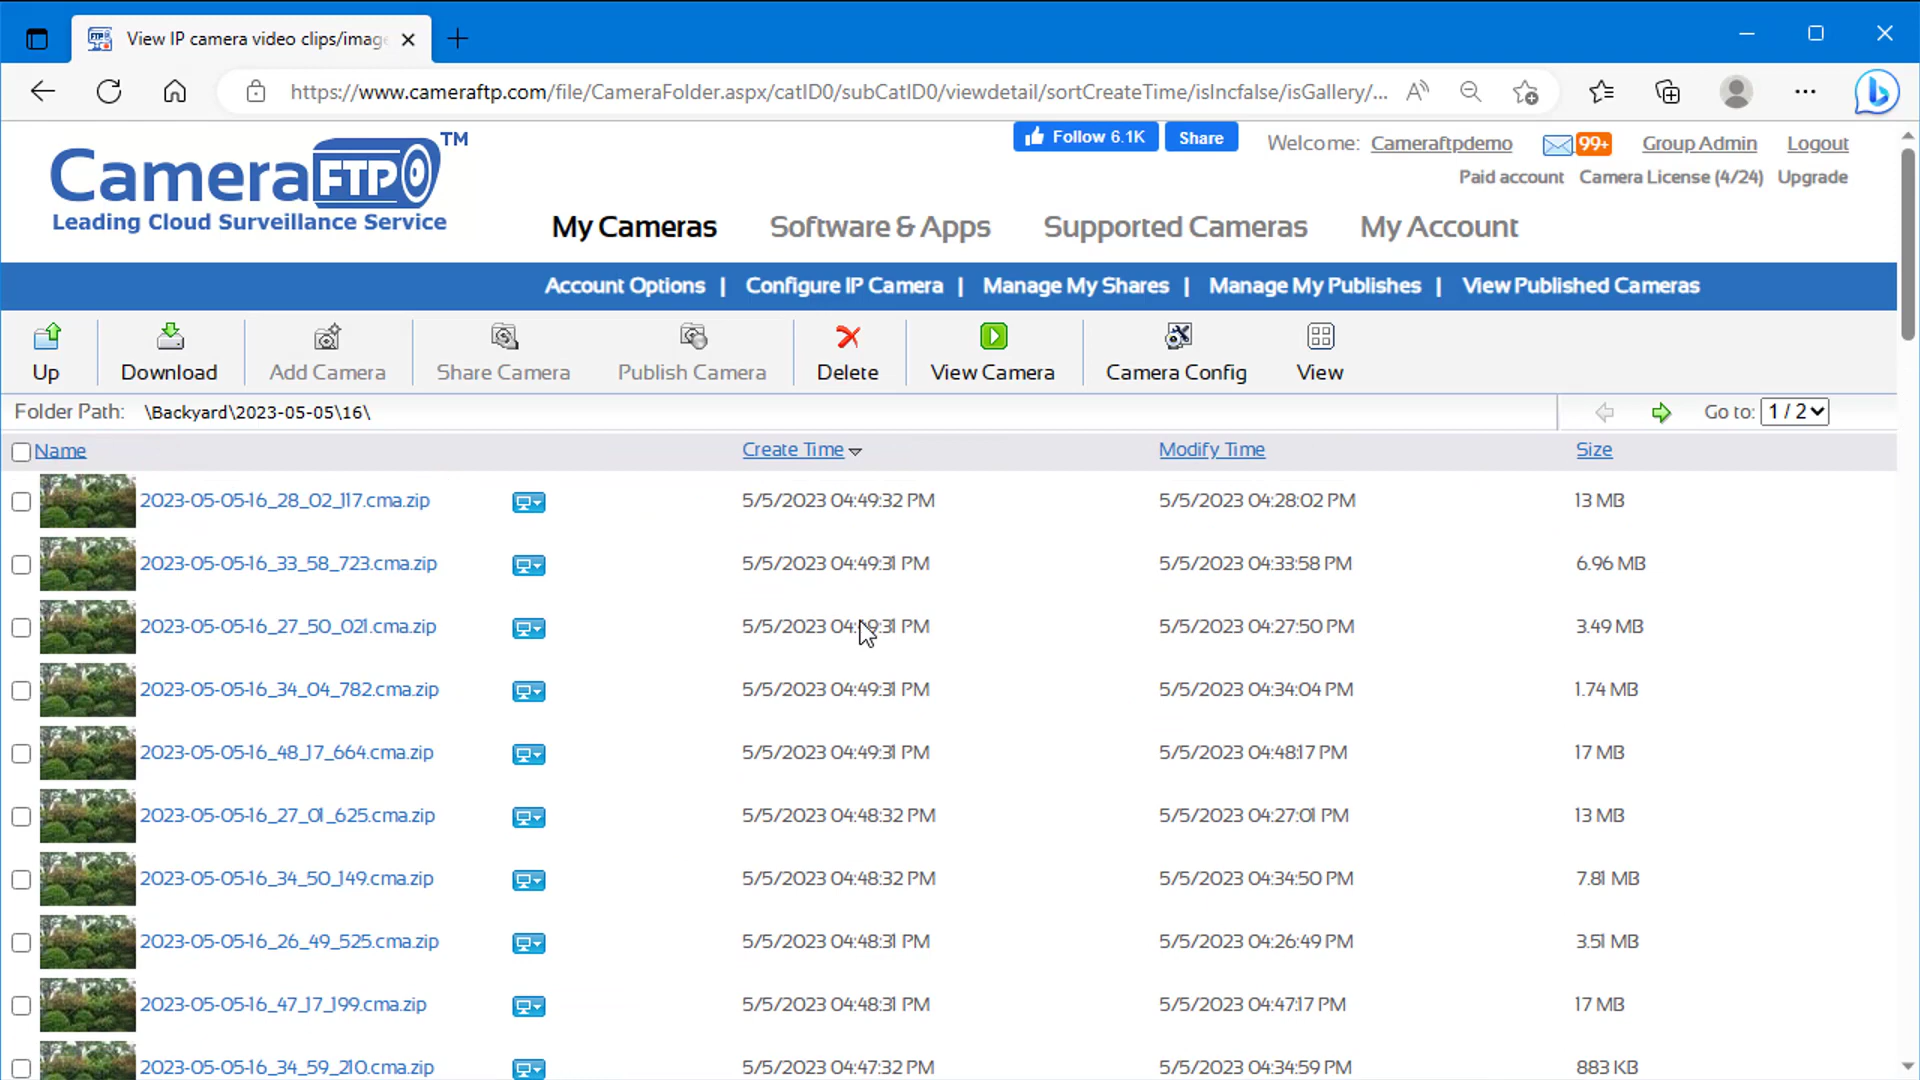 View IP camera video clips/image
https://www.cameraftp.com/file/CameraFolder.aspx/catID0/subCatID0/viewdetail/sortCreateTime/isIncfalse/isGallery/...
CameraFTP™
Leading Cloud Surveillance Service
Follow 6.1K Share Welcome: Cameraftpdemo 99+ Group Admin Logout
Paid account Camera License (4/24) Upgrade
My Cameras Software & Apps Supported Cameras My Account
Account Options | Configure IP Camera | Manage My Shares | Manage My Publishes | View Published Cameras
Up Download Add Camera Share Camera Publish Camera Delete View Camera Camera Config View
Folder Path: \Backyard\2023-05-05\16\ Go to: 1 / 2
Name Create Time Modify Time Size
2023-05-05-16_28_02_117.cma.zip 5/5/2023 04:49:32 PM 5/5/2023 04:28:02 PM 13 MB
2023-05-05-16_33_58_723.cma.zip 5/5/2023 04:49:31 PM 5/5/2023 04:33:58 PM 6.96 MB
2023-05-05-16_27_50_021.cma.zip 5/5/2023 04:49:31 PM 5/5/2023 04:27:50 PM 3.49 MB
2023-05-05-16_34_04_782.cma.zip 5/5/2023 04:49:31 PM 5/5/2023 04:34:04 PM 1.74 MB
2023-05-05-16_48_17_664.cma.zip 5/5/2023 04:49:31 PM 5/5/2023 04:48:17 PM 17 MB
2023-05-05-16_27_01_625.cma.zip 5/5/2023 04:48:32 PM 5/5/2023 04:27:01 PM 13 MB
2023-05-05-16_34_50_149.cma.zip 5/5/2023 04:48:32 PM 5/5/2023 04:34:50 PM 7.81 MB
2023-05-05-16_26_49_525.cma.zip 5/5/2023 04:48:31 PM 5/5/2023 04:26:49 PM 3.51 MB
2023-05-05-16_47_17_199.cma.zip 5/5/2023 04:48:31 PM 5/5/2023 04:47:17 PM 17 MB
2023-05-05-16_34_59_210.cma.zip 5/5/2023 04:47:32 PM 5/5/2023 04:34:59 PM 883 KB